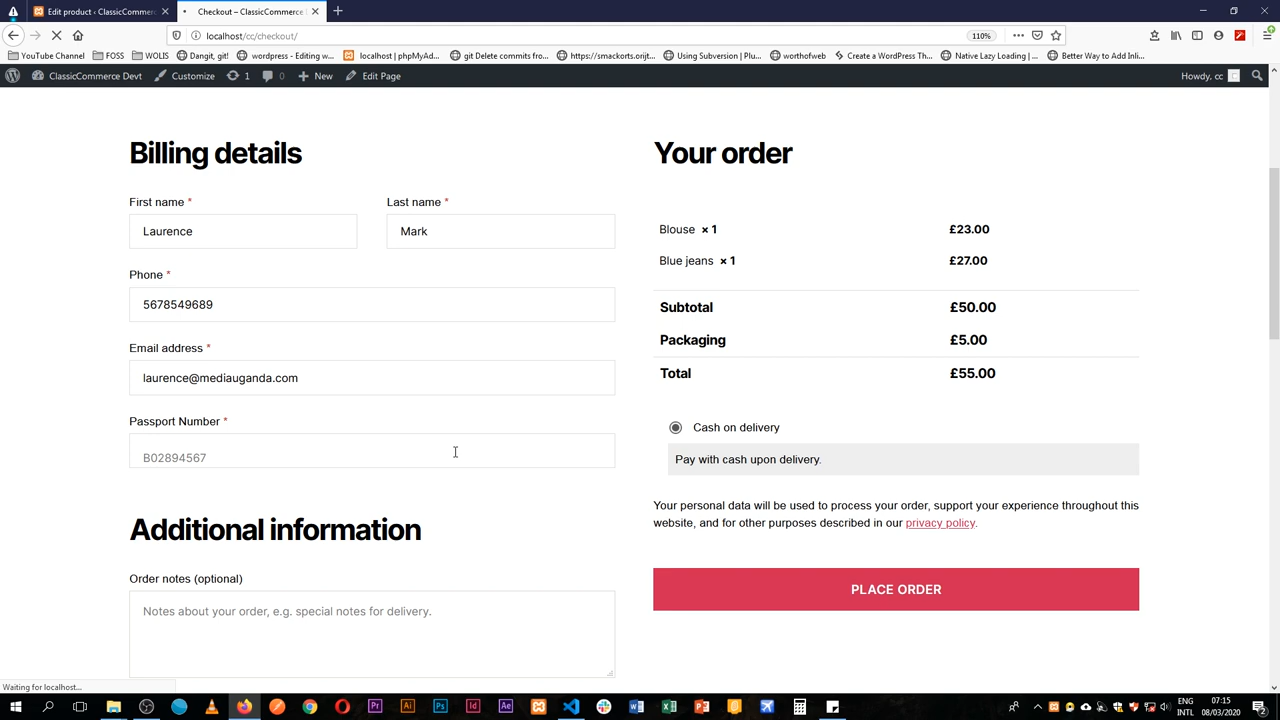 Edit product ‹ ClassicCommerc
Checkout – ClassicCommerce
localhost/cc/checkout/
110%
YouTube Channel
FOSS
WOLIS
Dangit, git!
wordpress - Editing w...
localhost | phpMyAd...
git Delete commits fro...
https://smackorts.orijt...
Using Subversion | Plu...
worthofweb
Create a WordPress Th...
Native Lazy Loading | ...
Better Way to Add Inli...
ClassicCommerce Devt
Customize
1
0
New
Edit Page
Howdy, cc
Billing details
Your order
First name *
Last name *
Laurence
Mark
Blouse × 1
£23.00
Blue jeans × 1
£27.00
Phone *
5678549689
Subtotal
£50.00
Packaging
£5.00
Email address *
laurence@mediauganda.com
Total
£55.00
Passport Number *
B02894567
Cash on delivery
Pay with cash upon delivery.
Your personal data will be used to process your order, support your experience throughout this
website, and for other purposes described in our privacy policy.
Additional information
Order notes (optional)
Notes about your order, e.g. special notes for delivery.
PLACE ORDER
Waiting for localhost...
ENG
INTL
07:15
08/03/2020